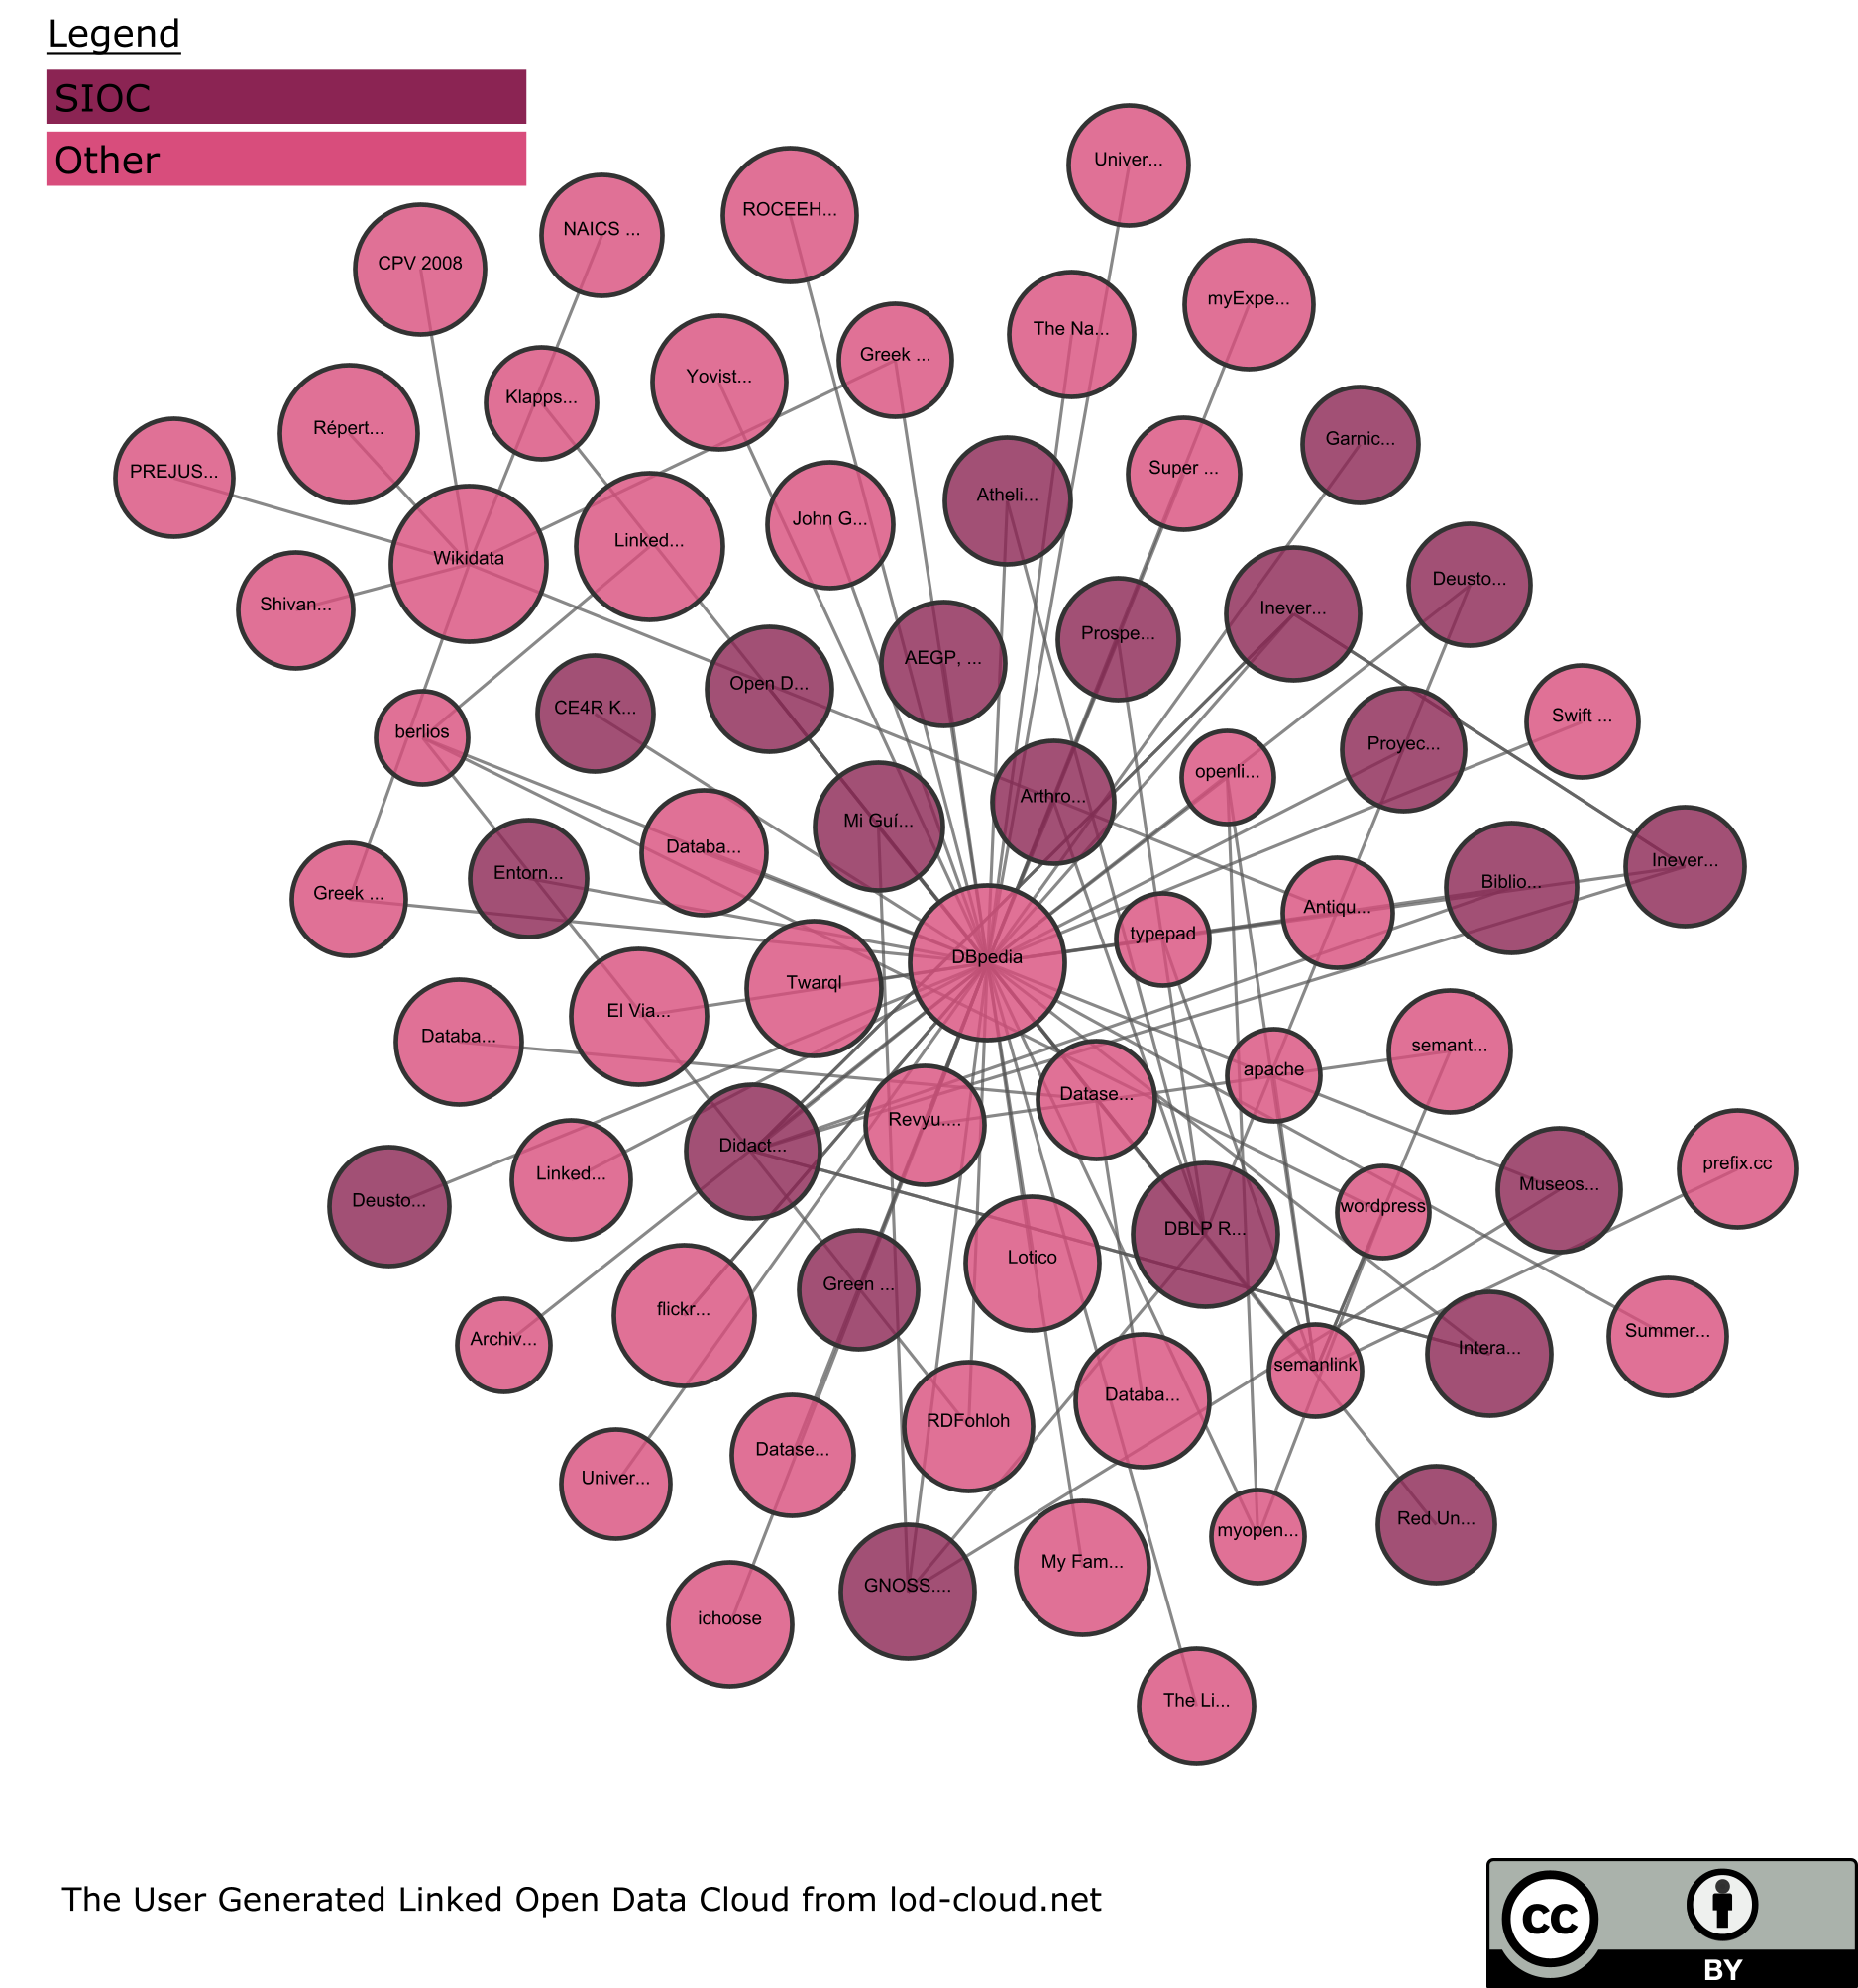 Legend
SIOC
Other
Univer...
ROCEEH...
NAICS ...
CPV 2008
myExpe...
The Na...
Greek ...
Yovist...
Klapps...
Répert...
Garnic...
PREJUS...
Super ...
Atheli...
John G...
Linked...
Wikidata
Deusto...
Shivan...
Inever...
Prospe...
AEGP, ...
Open D...
CE4R K...
Swift ...
berlios
Proyec...
openli...
Arthro...
Mi Guí...
Databa...
Inever...
Entorn...
Biblio...
Greek ...
Antiqu...
typepad
DBpedia
Twarql
El Via...
Databa...
semant...
apache
Datase...
Revyu....
Didact...
prefix.cc
Linked...
Museos...
Deusto...
wordpress
DBLP R...
Lotico
Green ...
flickr...
Summer...
Archiv...
Intera...
semanlink
Databa...
RDFohloh
Datase...
Univer...
Red Un...
myopen...
My Fam...
GNOSS....
ichoose
The Li...
The User Generated Linked Open Data Cloud from lod-cloud.net
cc
BY